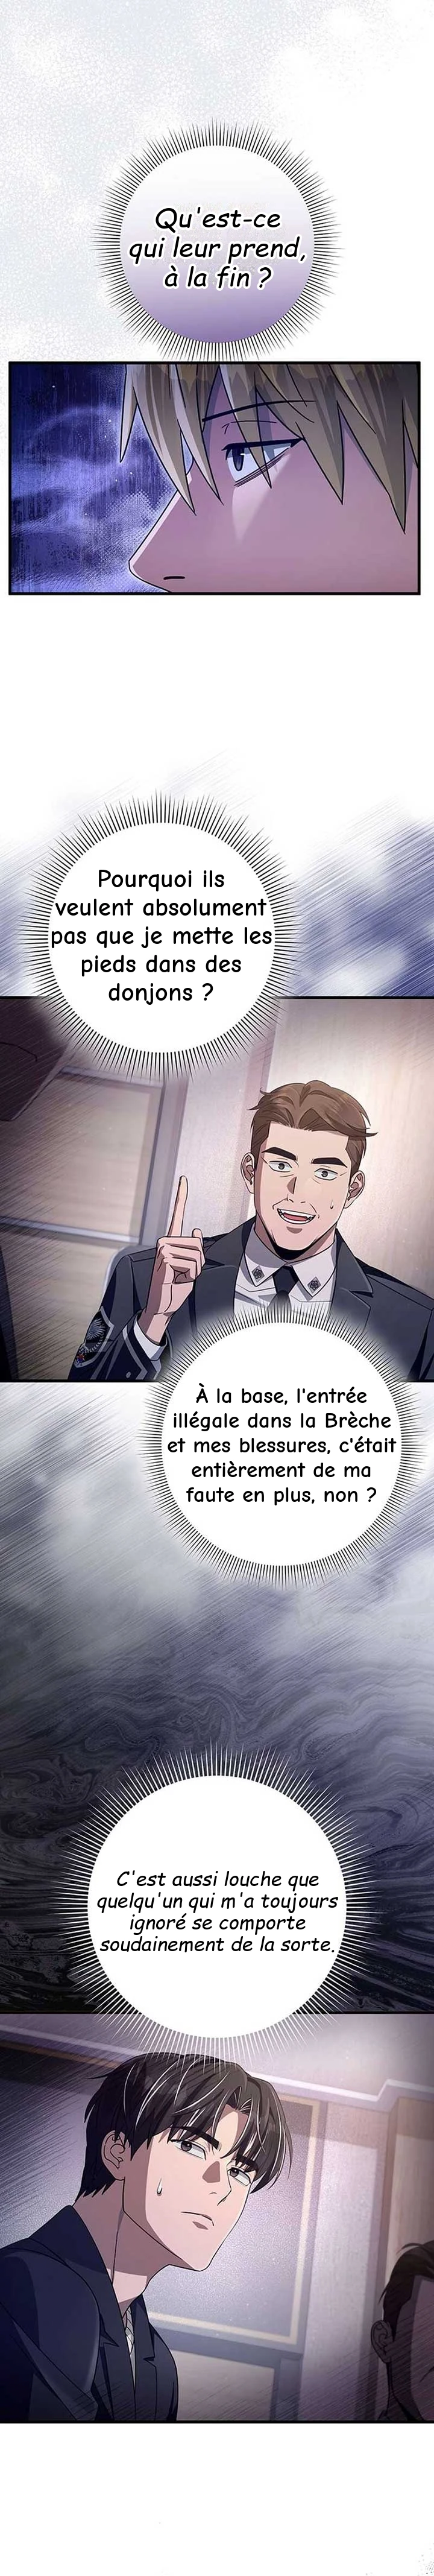 Qu'est-ce
qui leur prend,
à la fin ?
Pourquoi ils
veulent absolument
pas que je mette les
pieds dans des
donjons ?
À la base, l'entrée
illégale dans la Brèche
et mes blessures, c'était
entièrement de ma
faute en plus, non ?
C'est aussi louche que
quelqu'un qui m'a toujours
ignoré se comporte
soudainement de la sorte.